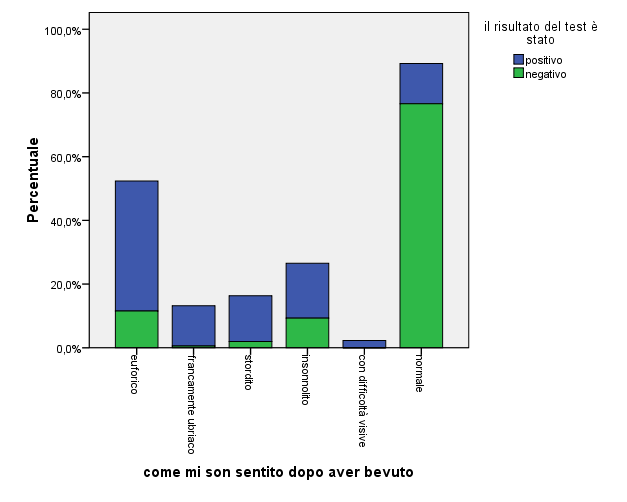 il risultato del test è
stato
positivo
negativo
Percentuale
100,0%
80,0%
60,0%
40,0%
20,0%
0,0%
euforico
francamente ubriaco
stordito
insonnolito
con difficoltà visive
normale
come mi son sentito dopo aver bevuto